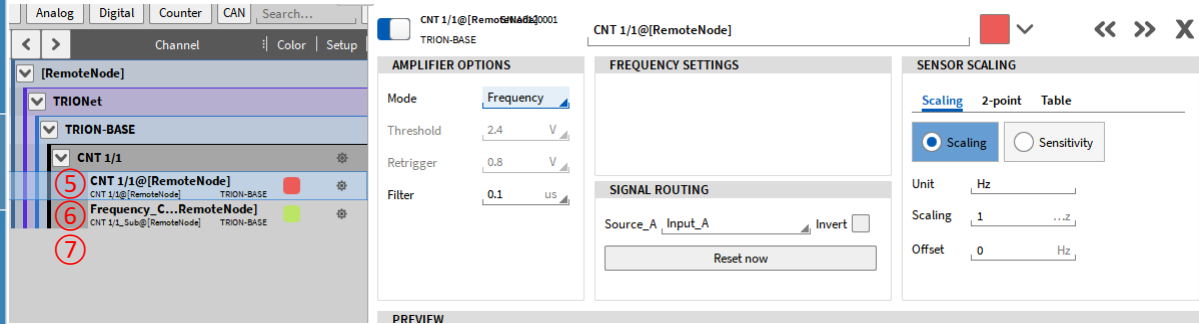 Analog Digital Counter CAN Search...
Channel Color Setup
[RemoteNode]
TRIONet
TRION-BASE
CNT 1/1
⑤ CNT 1/1@[RemoteNode]
CNT 1/1@[RemoteNode] TRION-BASE
⑥ Frequency_C...RemoteNode]
CNT 1/1_Sub@[RemoteNode] TRION-BASE
⑦
CNT 1/1@[RemoteNode]
TRION-BASE
CNT 1/1@[RemoteNode]
AMPLIFIER OPTIONS
Mode Frequency
Threshold 2.4 V
Retrigger 0.8 V
Filter 0.1 us
FREQUENCY SETTINGS
SIGNAL ROUTING
Source_A Input_A Invert
Reset now
SENSOR SCALING
Scaling 2-point Table
Scaling Sensitivity
Unit Hz
Scaling 1 ...z
Offset 0 Hz
PREVIEW